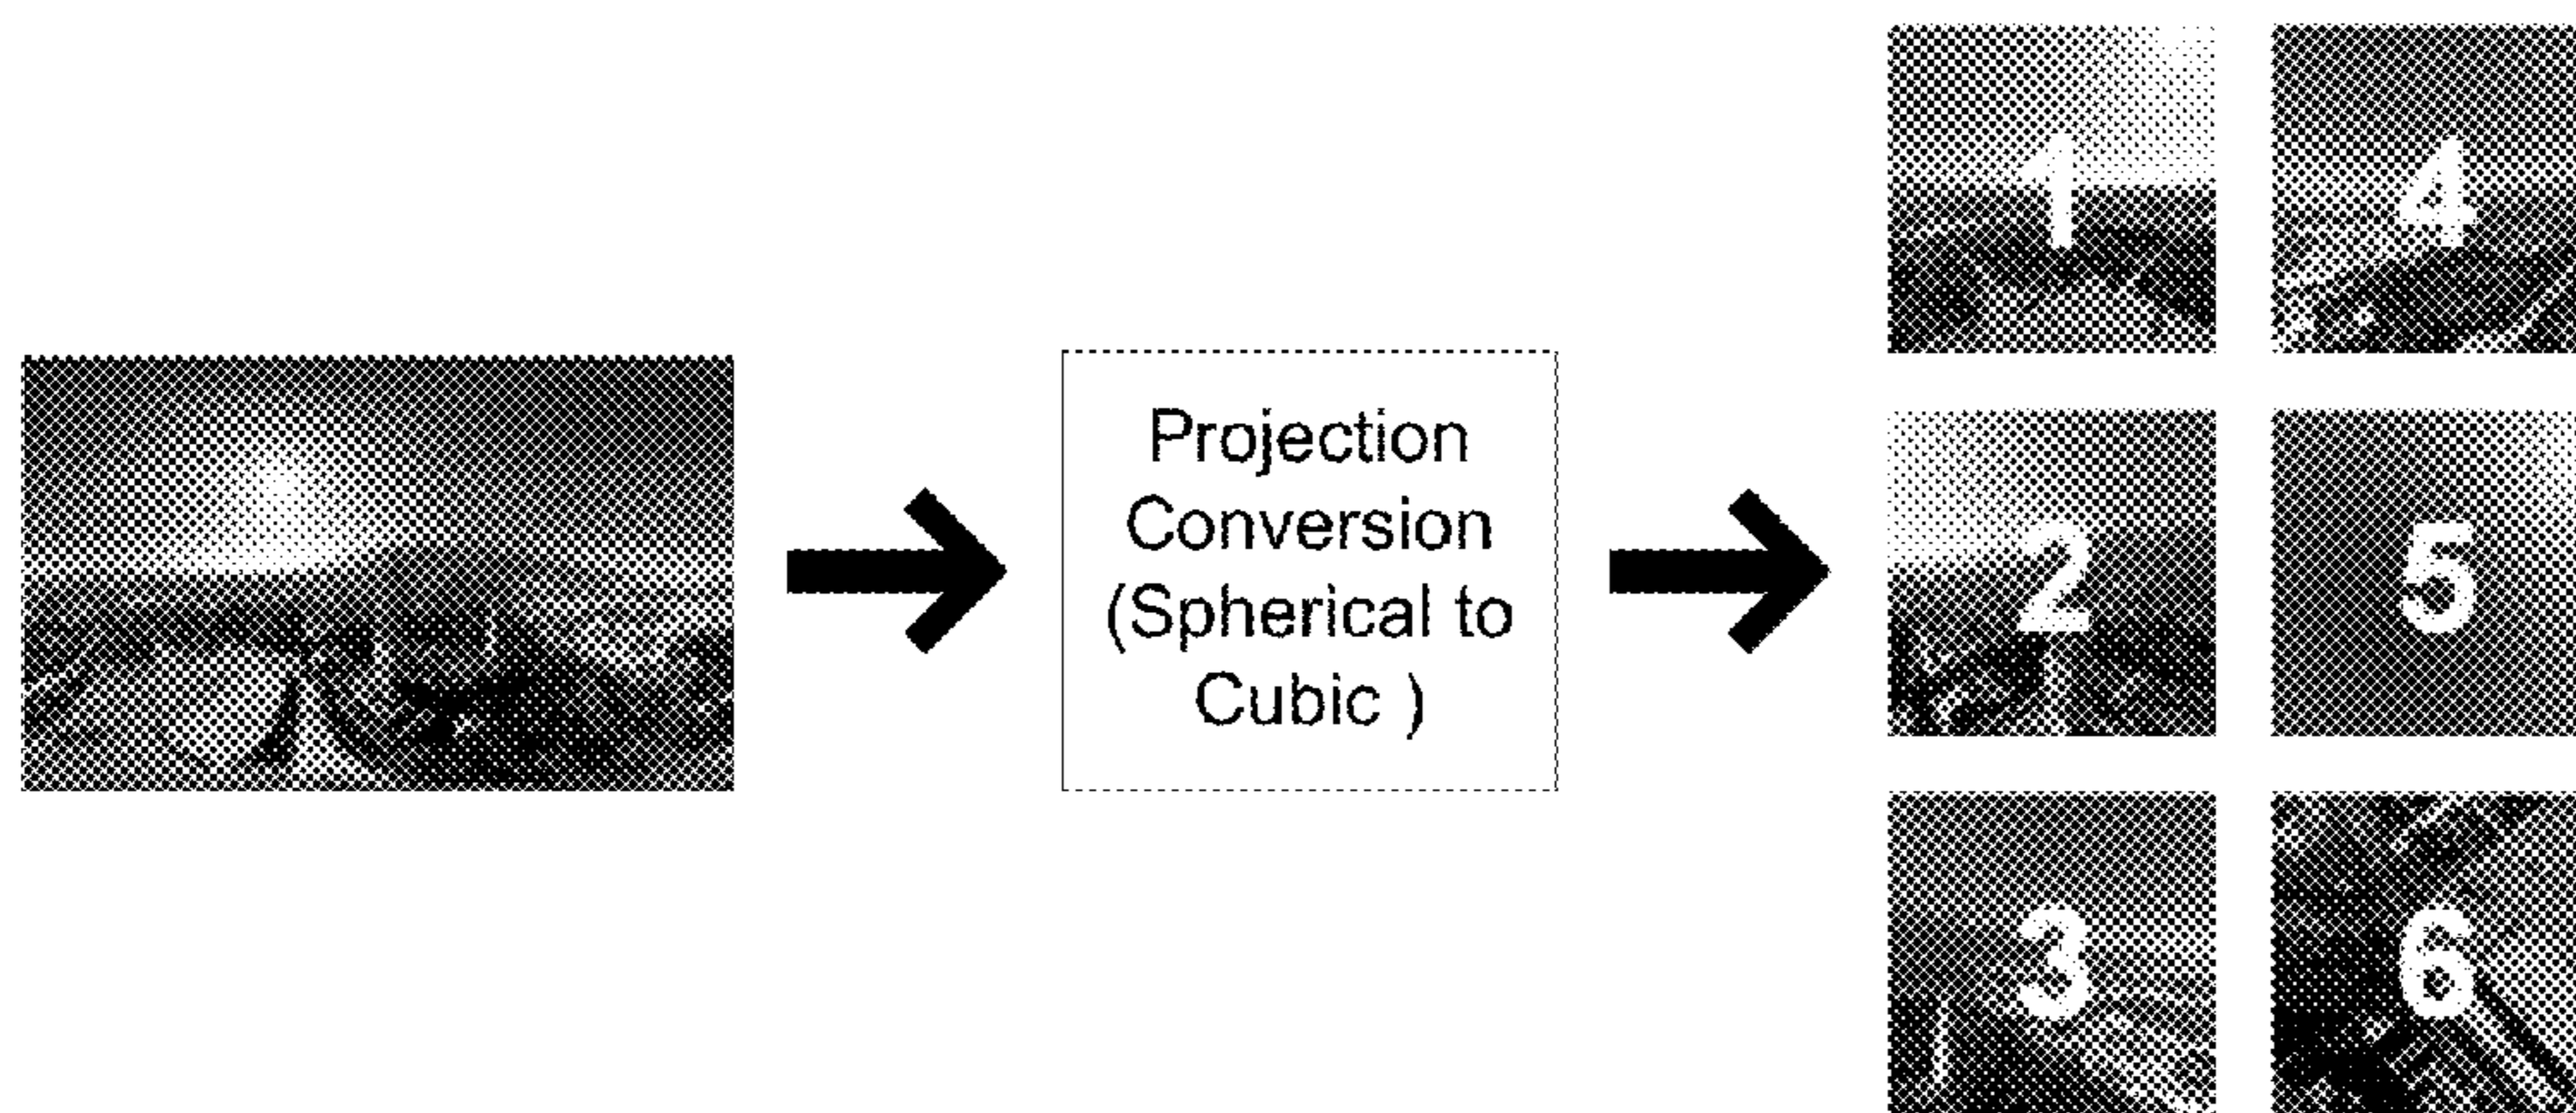 Projection
Conversion
(Spherical to
Cubic )
1
4
2
5
3
6